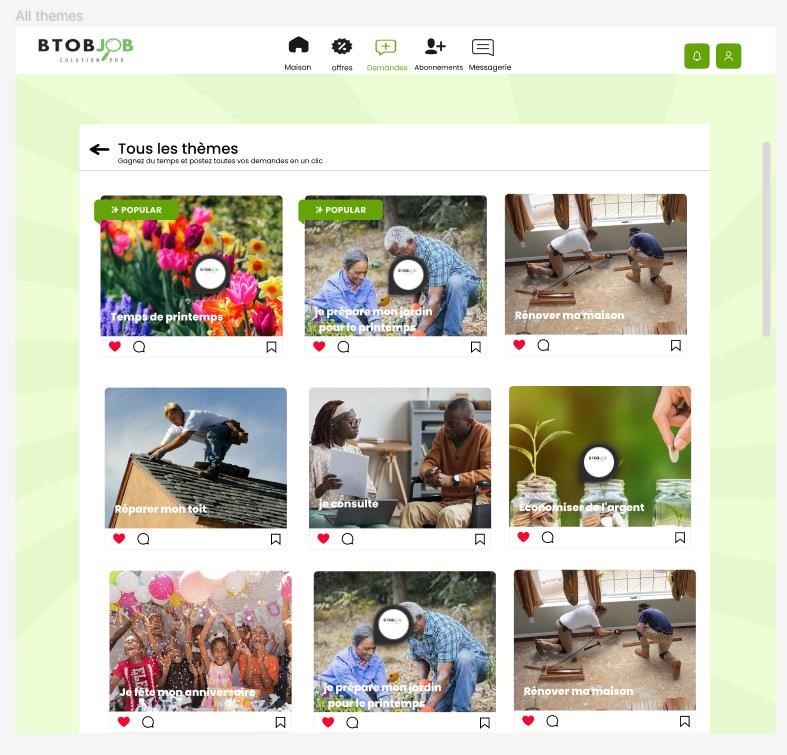 All themes
BTOBJOB
SOLUTION PRO
Maison
offres
Demandes
Abonnements
Messagerie
Tous les thèmes
Gagnez du temps et postez toutes vos demandes en un clic
POPULAR
Temps de printemps
POPULAR
je prépare mon jardin
pour le printemps
Rénover ma maison
Réparer mon toit
je consulte
Économiser de l'argent
Je fête mon anniversaire
je prépare mon jardin
pour le printemps
Rénover ma maison